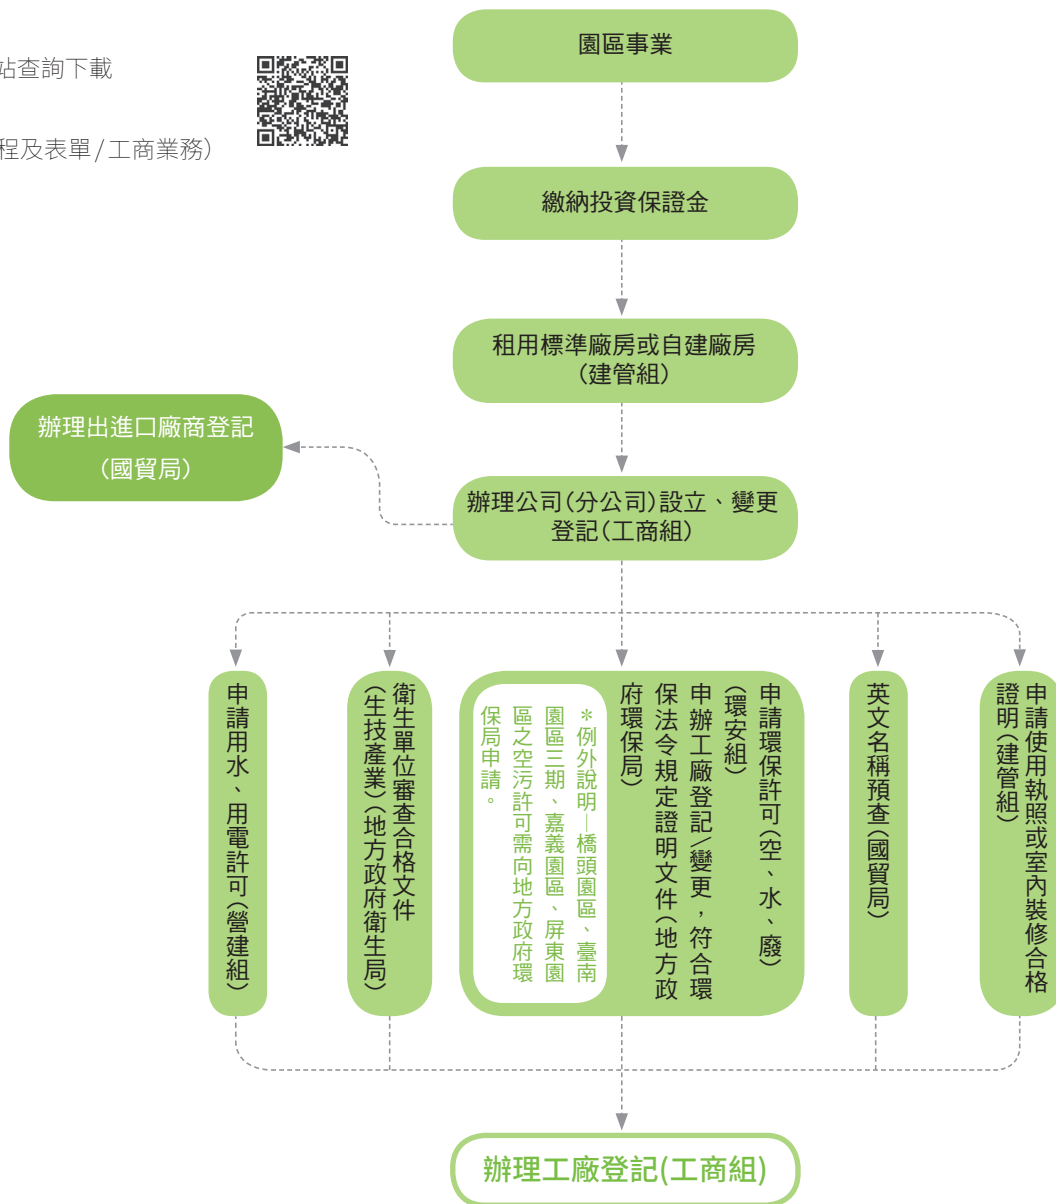 站查詢下載
程及表單/工商業務）
園區事業
繳納投資保證金
租用標準廠房或自建廠房
（建管組）
辦理出進口廠商登記
（國貿局）
辦理公司（分公司）設立、變更
登記（工商組）
申請用水、用電許可（營建組）
衛生單位審查合格文件
（生技產業）（地方政府衛生局）
申請環保許可（空、水、廢）
（環安組）
申辦工廠登記/變更，符合環
保法令規定證明文件（地方政
府環保局）
＊例外說明—橋頭園區、臺南
園區三期、嘉義園區、屏東園
區之空污許可需向地方政府環
保局申請。
英文名稱預查（國貿局）
申請使用執照或室內裝修合格
證明（建管組）
辦理工廠登記(工商組)